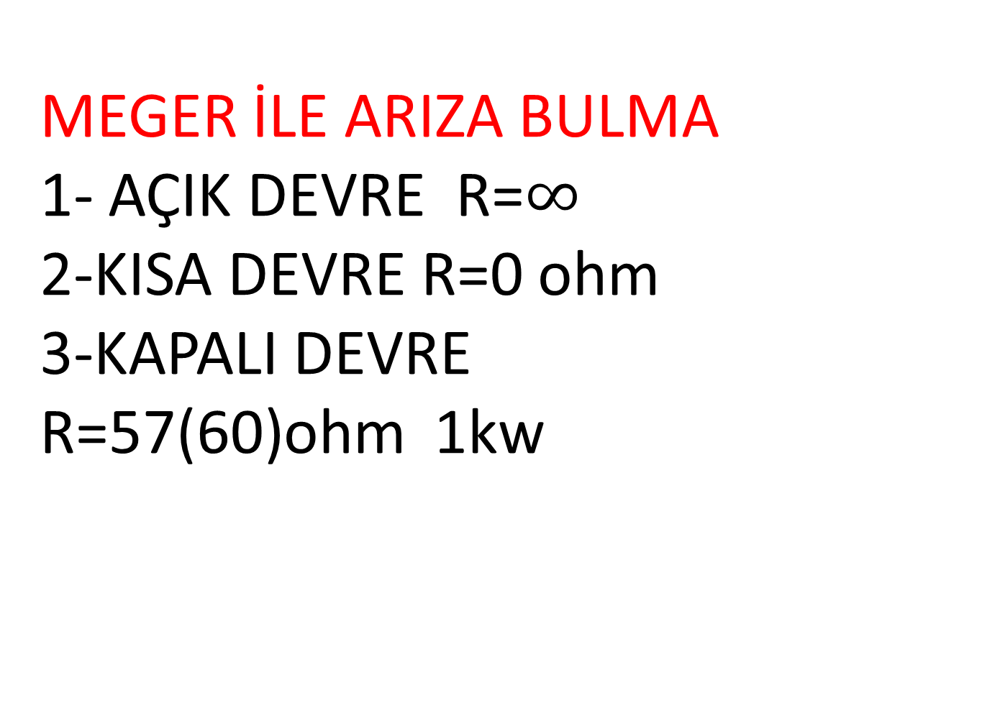 MEGER İLE ARIZA BULMA
1- AÇIK DEVRE  R=∞
2-KISA DEVRE R=0 ohm
3-KAPALI DEVRE
R=57(60)ohm  1kw